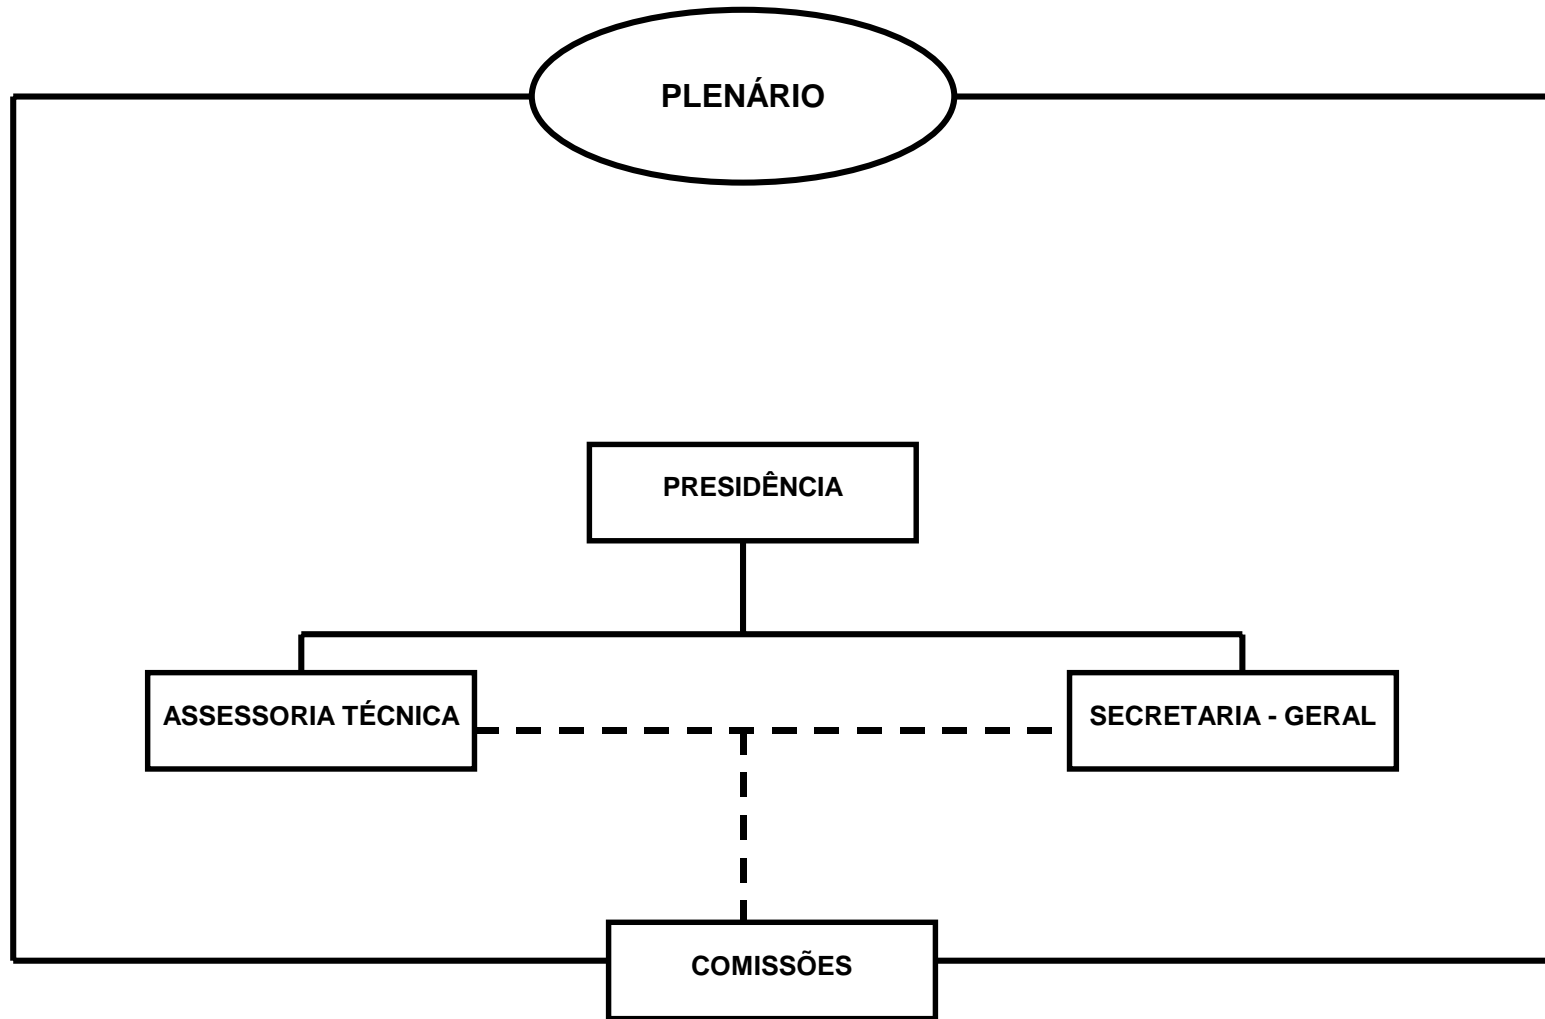 PLENÁRIO
PRESIDÊNCIA
ASSESSORIA TÉCNICA
SECRETARIA - GERAL
COMISSÕES